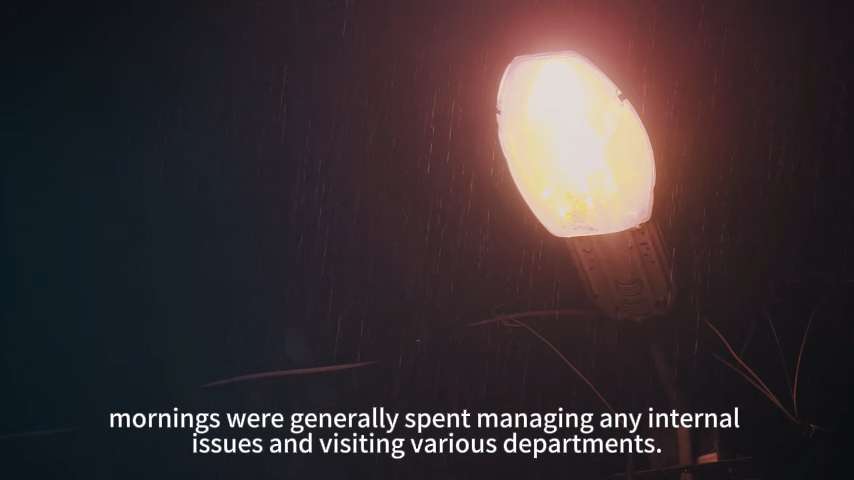 mornings were generally spent managing any internal
issues and visiting various departments.